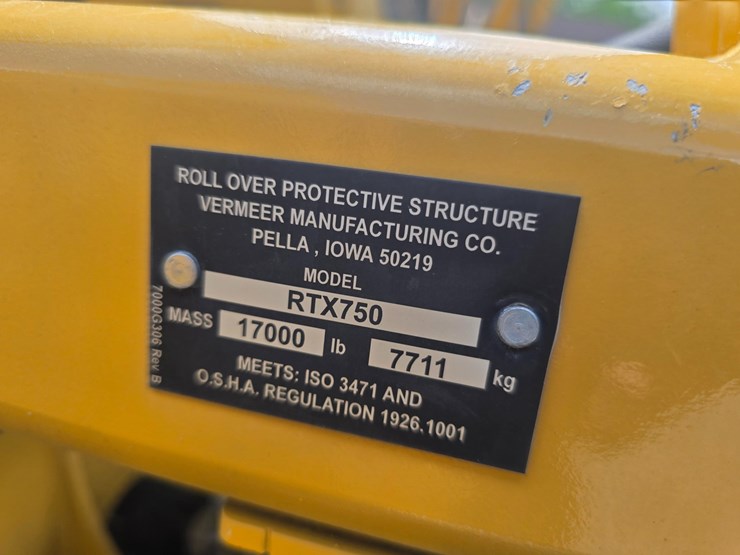 ROLL OVER PROTECTIVE STRUCTURE
VERMEER MANUFACTURING CO.
PELLA , IOWA 50219
MODEL
RTX750
MASS 17000 lb 7711 kg
MEETS: ISO 3471 AND
O.S.H.A. REGULATION 1926.1001
7000G306 Rev B